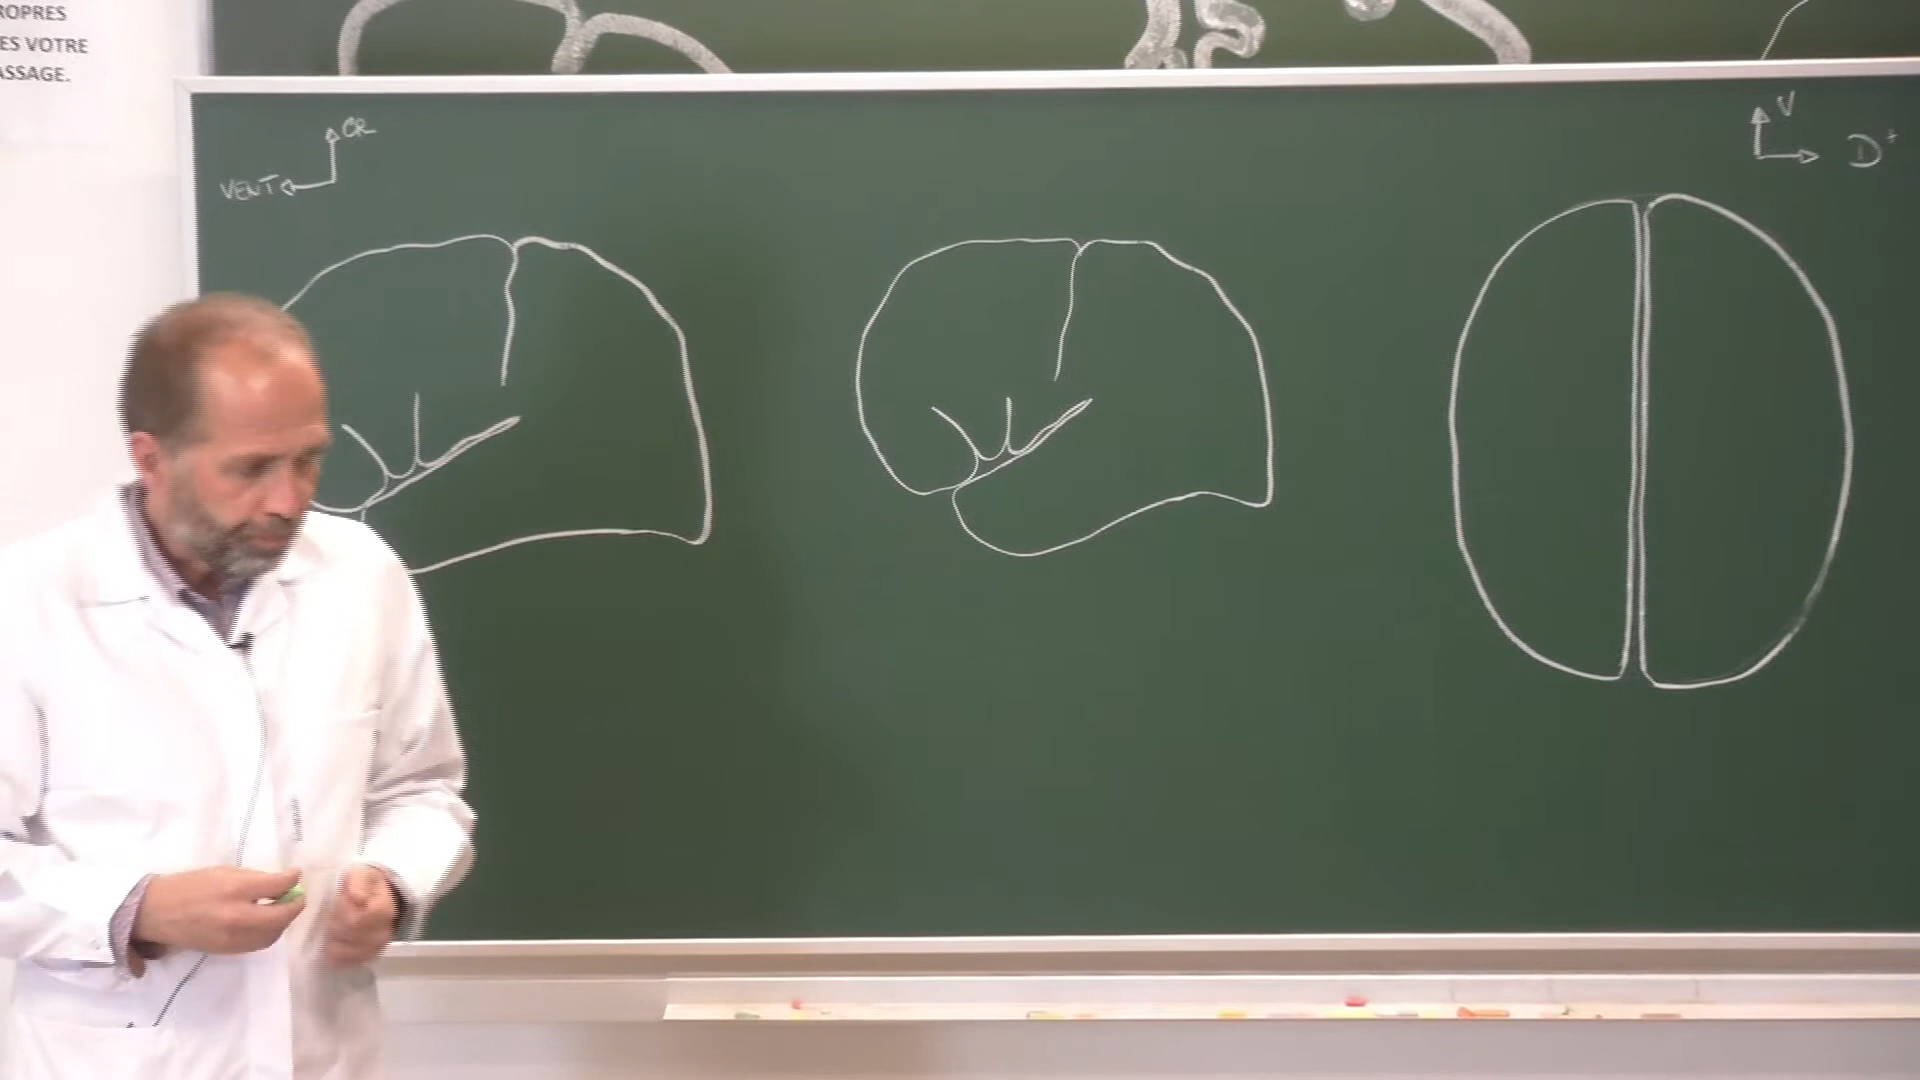 ROPRES
ES VOTRE
ASSAGE.
CR
VENT
V
D+